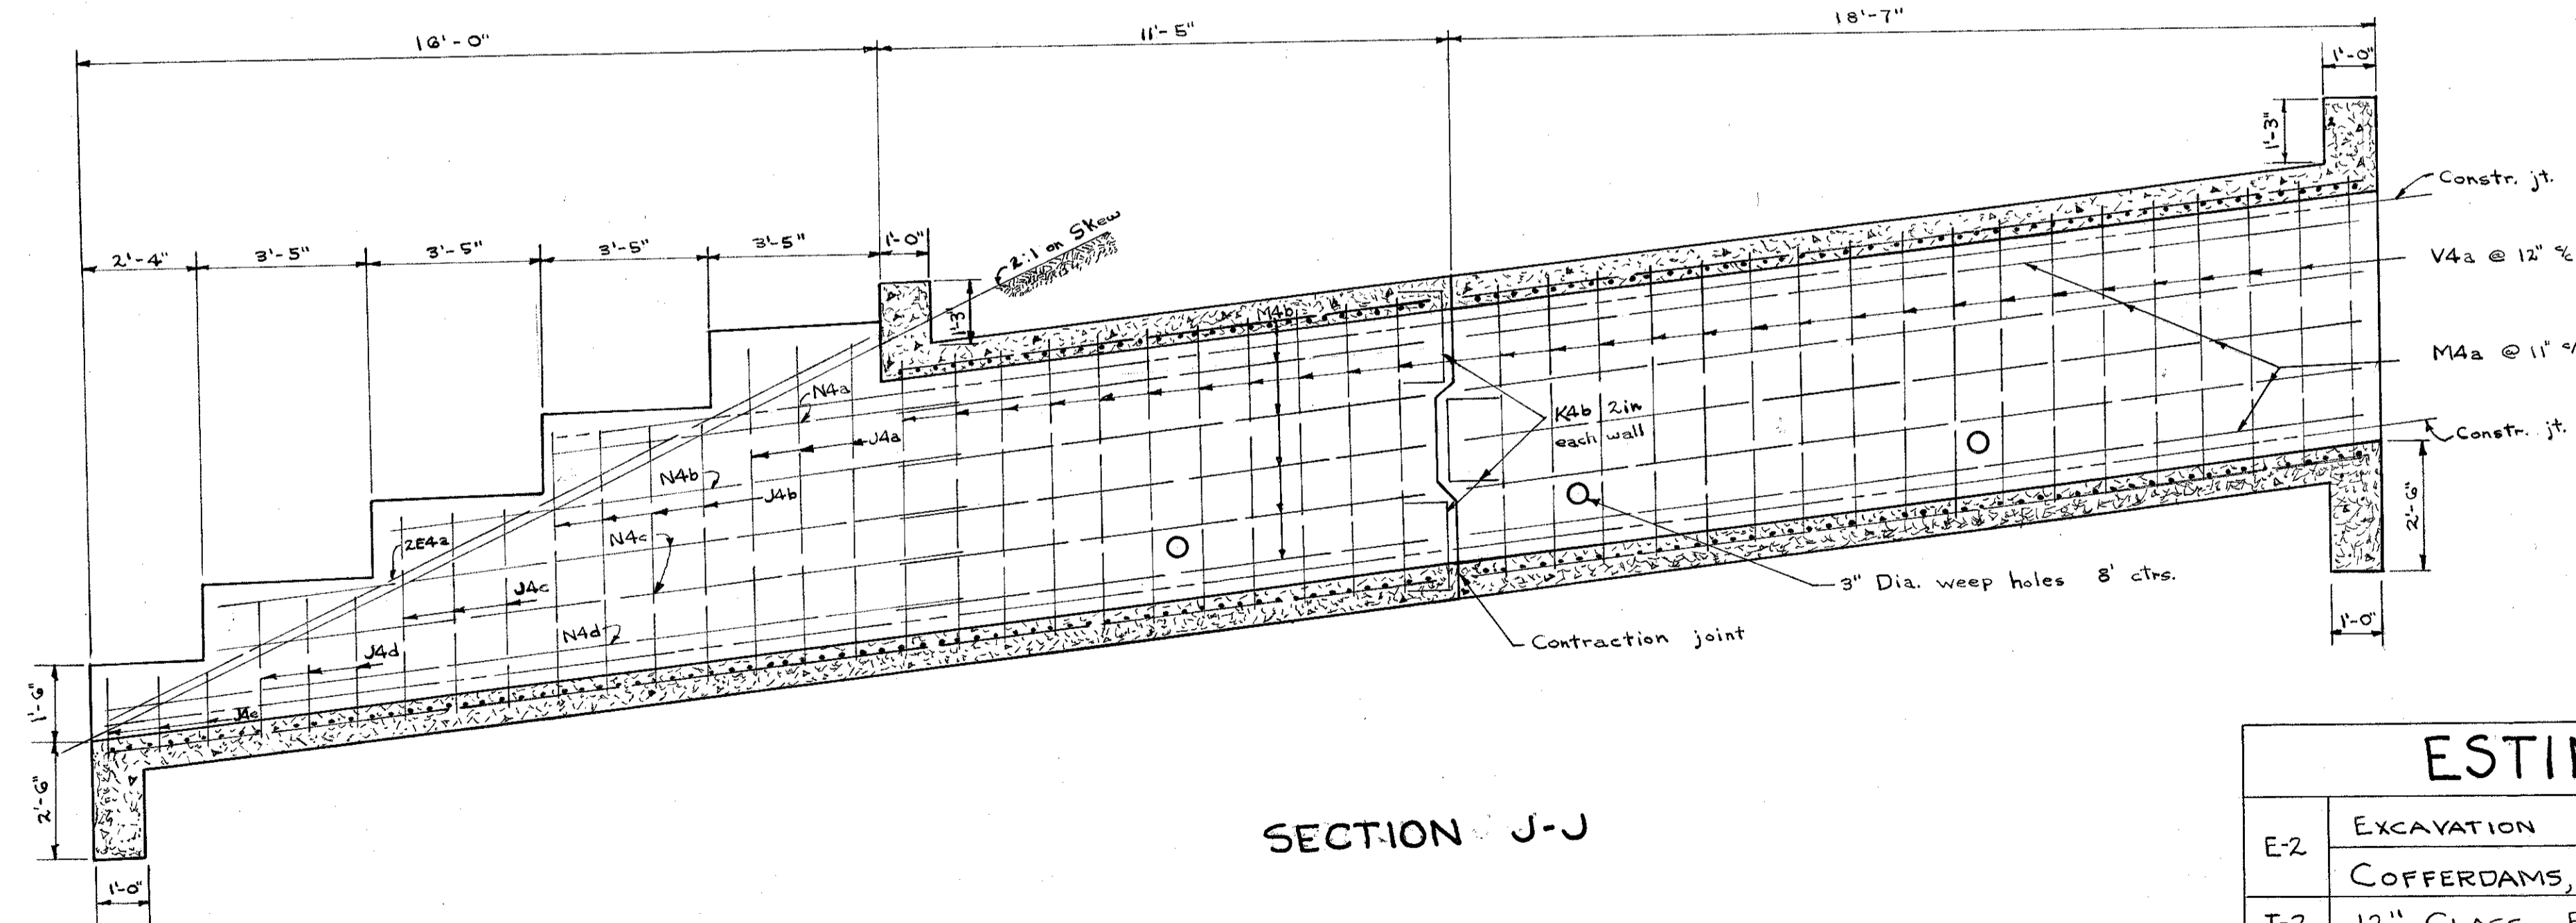 16'-0"
11'-5"
18'-7"
1'-0"
1'-3"
Constr. jt.
2:1 on Skew
2'-4"
3'-5"
3'-5"
3'-5"
3'-5"
1'-0"
1'-3"
V4a @ 12" c/c
M4b
M4a @ 11"
N4a
K4b 2in
each wall
J4a
Constr. jt.
N4b
J4b
2E4a
N4c
2'-6"
J4c
3" Dia. weep holes 8' ctrs.
N4d
Contraction joint
1'-0"
J4d
1'-6"
J4e
2'-6"
1'-0"
SECTION J-J
E-2
EXCAVATION
COFFERDAMS,
12" CLASS